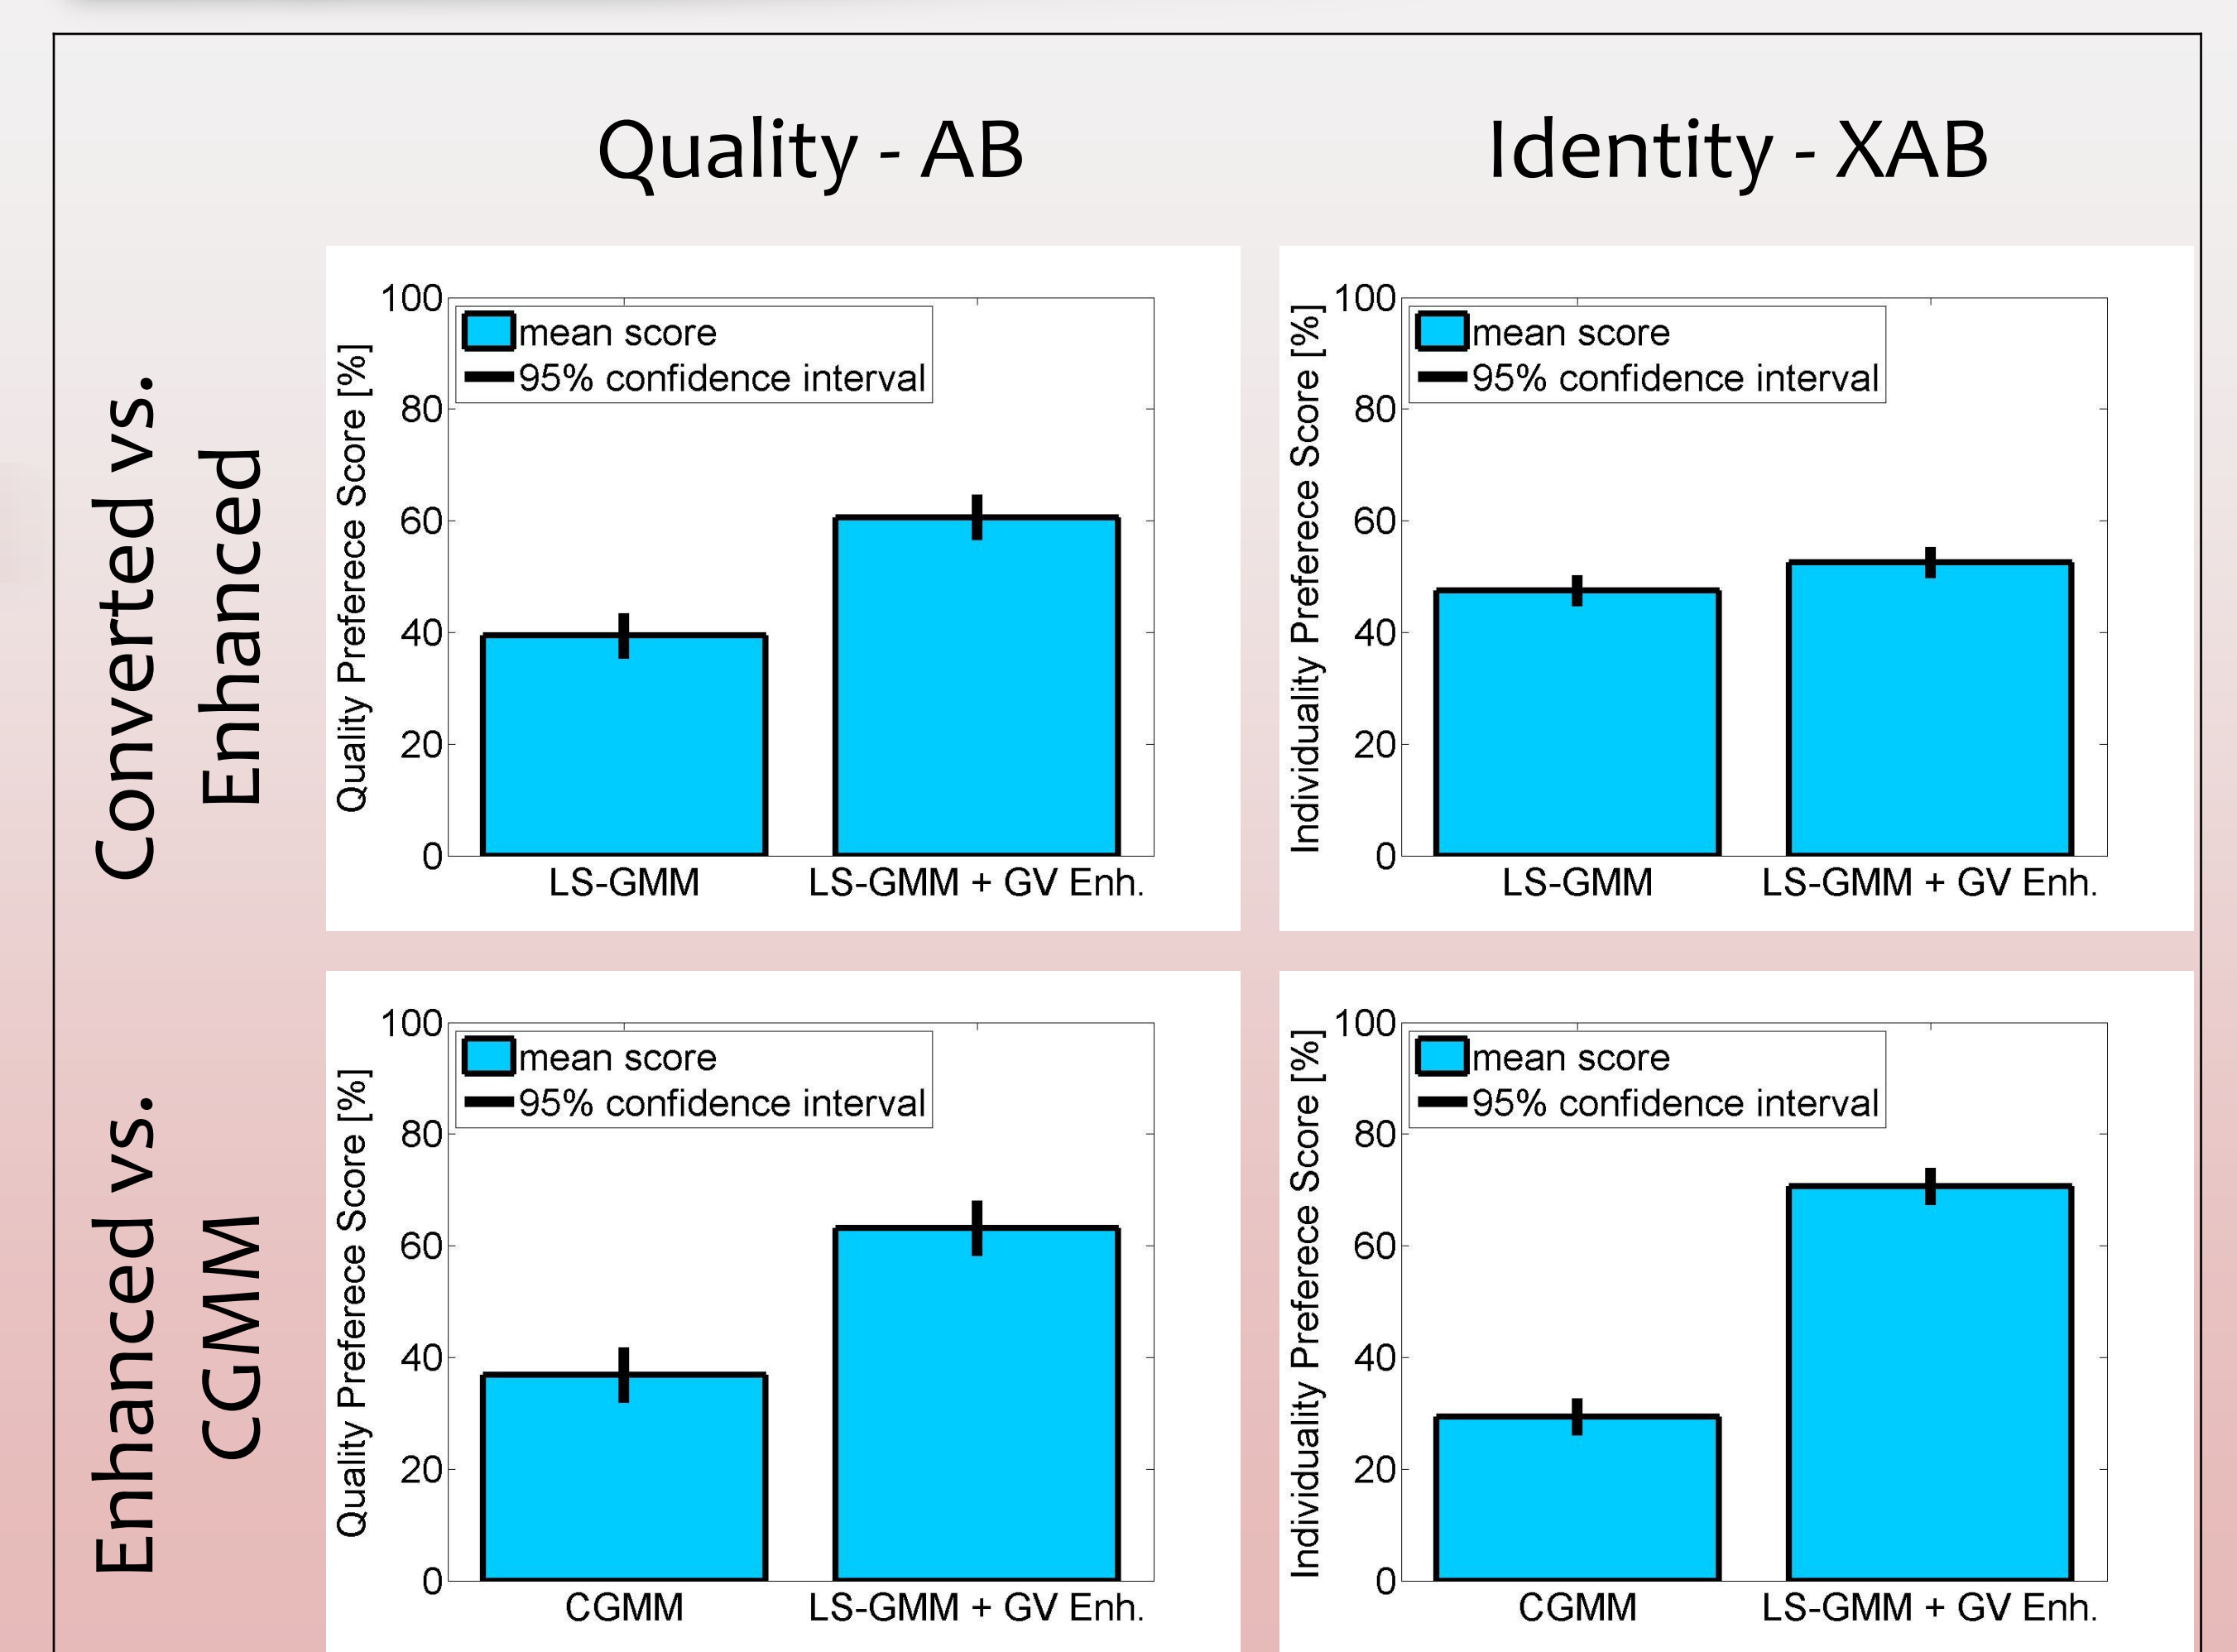 Quality - AB
Identity - XAB
Converted vs.
Enhanced
Quality Preferece Score [%]
100
80
60
40
20
0
mean score
95% confidence interval
LS-GMM
LS-GMM + GV Enh.
Individuality Preferece Score [%]
100
80
60
40
20
0
mean score
95% confidence interval
LS-GMM
LS-GMM + GV Enh.
Enhanced vs.
CGMM
Quality Preferece Score [%]
100
80
60
40
20
0
mean score
95% confidence interval
CGMM
LS-GMM + GV Enh.
Individuality Preferece Score [%]
100
80
60
40
20
0
mean score
95% confidence interval
CGMM
LS-GMM + GV Enh.